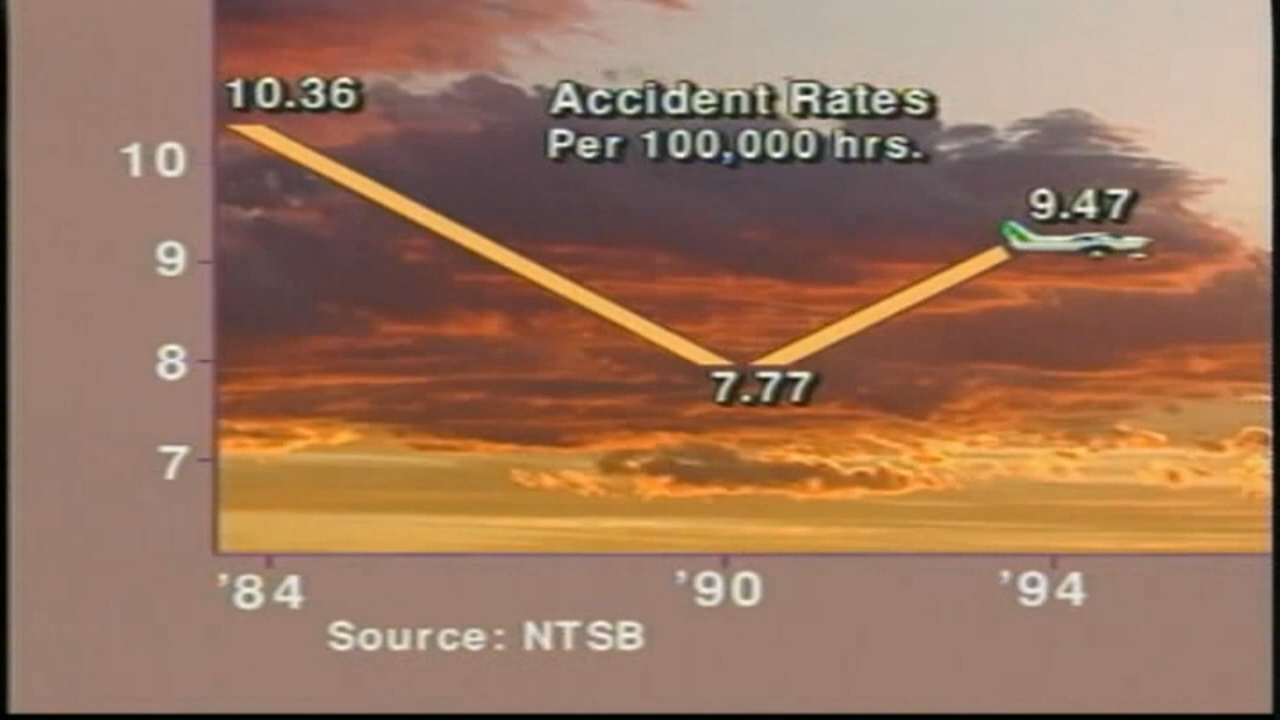 10.36
Accident Rates
Per 100,000 hrs.
10
9.47
9
8
7.77
7
'84 '90 '94
Source: NTSB